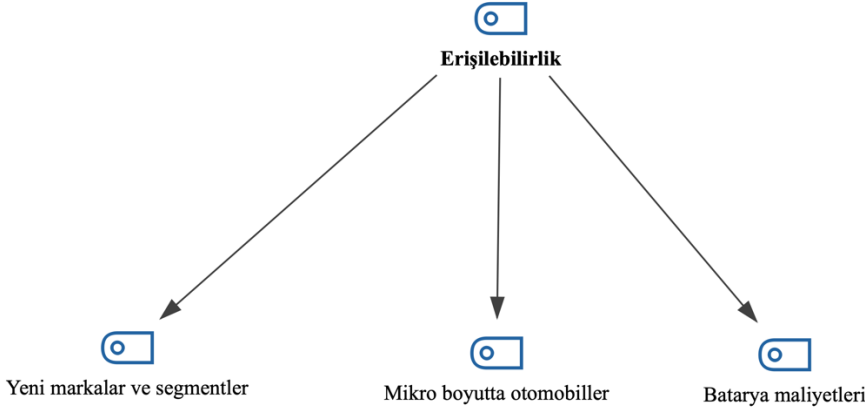 Erişilebilirlik
Yeni markalar ve segmentler
Mikro boyutta otomobiller
Batarya maliyetleri